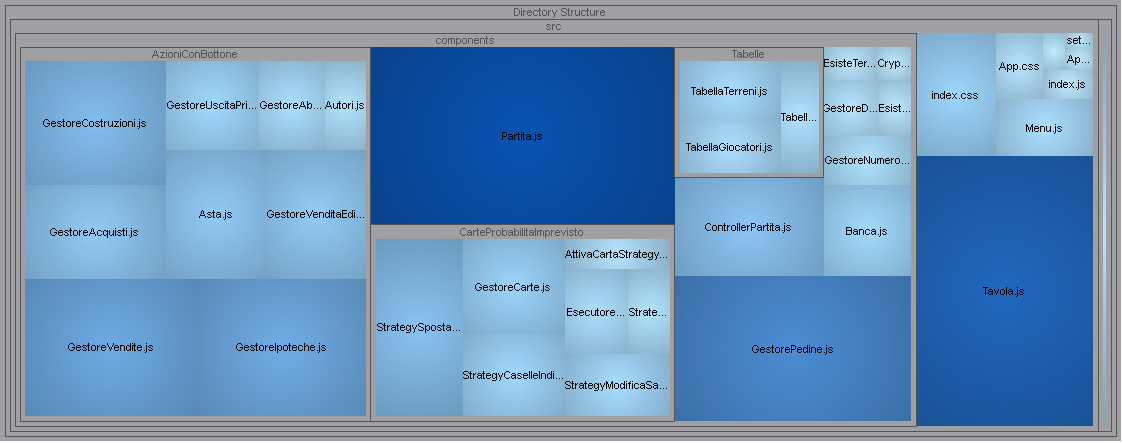 Directory Structure
src
components
AzioniConBottone
GestoreCostruzioni.js
GestoreUscitaPri...
GestoreAb...
Autori.js
GestoreAcquisti.js
Asta.js
GestoreVenditaEdi...
GestoreVendite.js
GestoreIpoteche.js
Partita.js
CarteProbabilitaImprevisto
StrategySposta...
GestoreCarte.js
StrategyCaselleIndi...
AttivaCartaStrategy...
Esecutore...
Strate...
StrategyModificaSa...
Tabelle
TabellaTerreni.js
TabellaGiocatori.js
Tabell...
EsisteTer...
Cryp...
GestoreD...
Esist...
GestoreNumero...
ControllerPartita.js
Banca.js
GestorePedine.js
index.css
App.css
set...
Ap...
index.js
Menu.js
Tavola.js